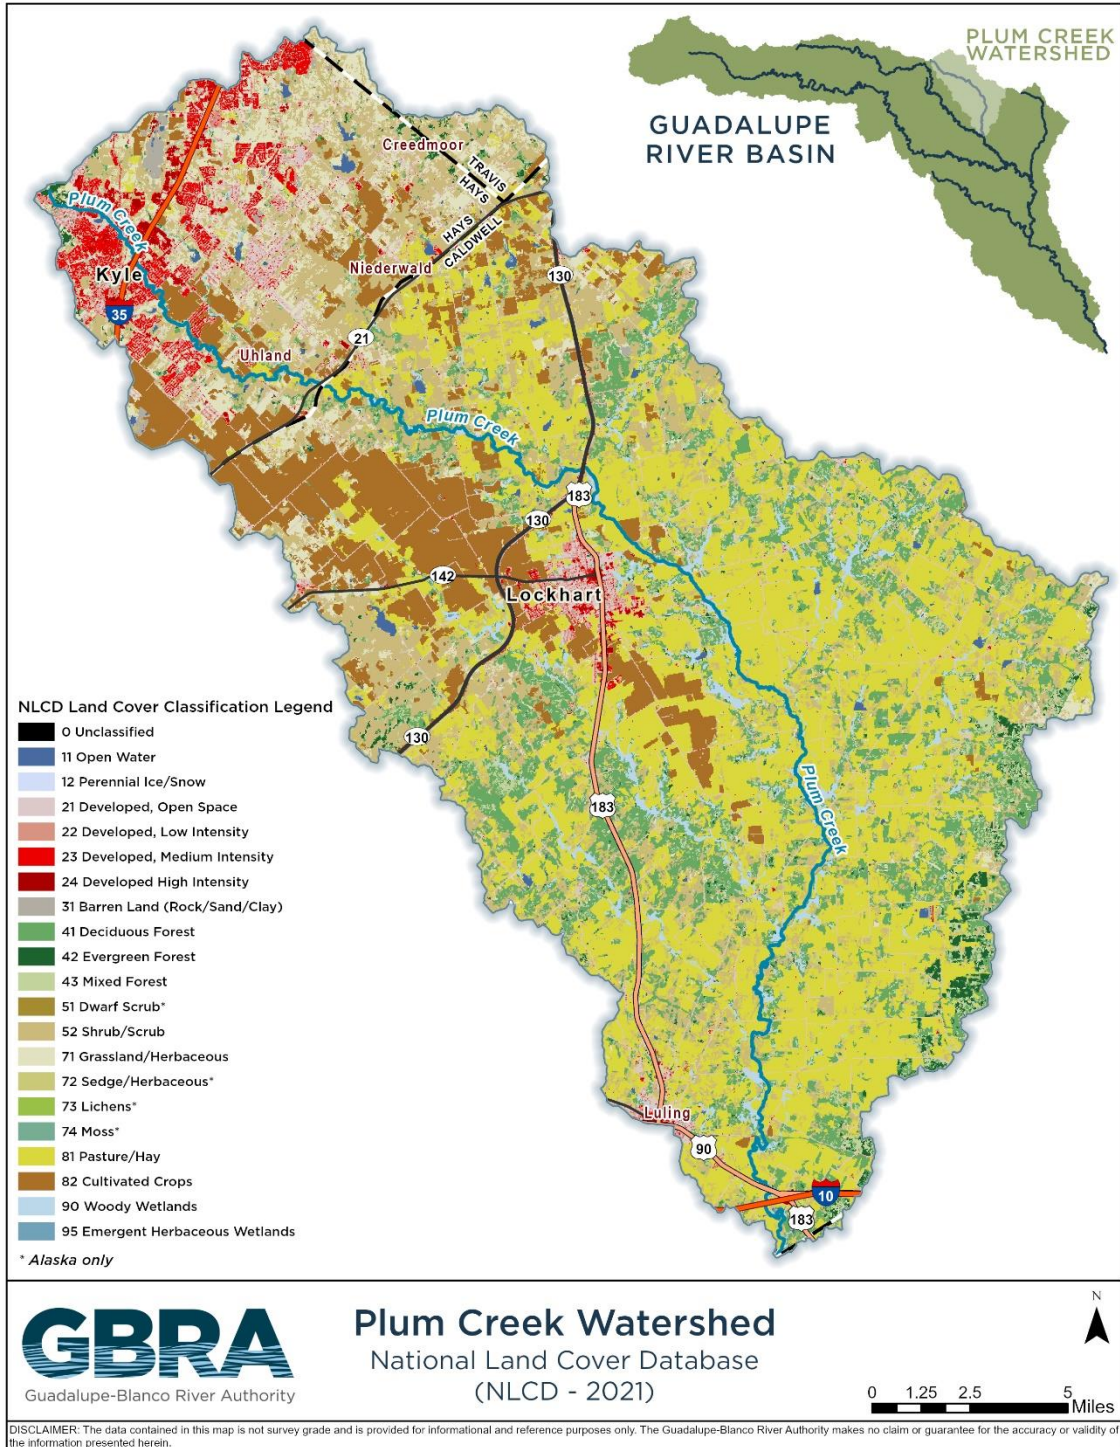 PLUM CREEK
WATERSHED
GUADALUPE
RIVER BASIN
Creedmoor
TRAVIS
HAYS
HAYS
CALDWELL
Plum Creek
Kyle
35
Niederwald
130
21
Uhland
Plum Creek
183
130
142
Lockhart
130
183
Plum Creek
Luling
90
10
183
NLCD Land Cover Classification Legend
0 Unclassified
11 Open Water
12 Perennial Ice/Snow
21 Developed, Open Space
22 Developed, Low Intensity
23 Developed, Medium Intensity
24 Developed High Intensity
31 Barren Land (Rock/Sand/Clay)
41 Deciduous Forest
42 Evergreen Forest
43 Mixed Forest
51 Dwarf Scrub*
52 Shrub/Scrub
71 Grassland/Herbaceous
72 Sedge/Herbaceous*
73 Lichens*
74 Moss*
81 Pasture/Hay
82 Cultivated Crops
90 Woody Wetlands
95 Emergent Herbaceous Wetlands
* Alaska only
GBRA
Guadalupe-Blanco River Authority
Plum Creek Watershed
National Land Cover Database
(NLCD - 2021)
N
0 1.25 2.5 5
Miles
DISCLAIMER: The data contained in this map is not survey grade and is provided for informational and reference purposes only. The Guadalupe-Blanco River Authority makes no claim or guarantee for the accuracy or validity of
the information presented herein.